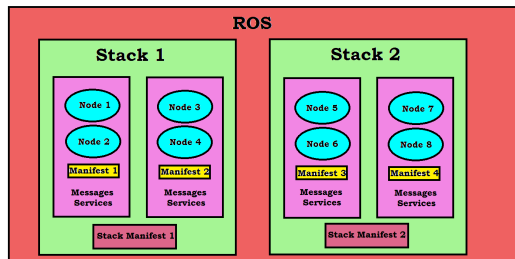 ROS
Stack 1
Node 1
Node 2
Manifest 1
Messages
Services
Node 3
Node 4
Manifest 2
Messages
Services
Stack Manifest 1
Stack 2
Node 5
Node 6
Manifest 3
Messages
Services
Node 7
Node 8
Manifest 4
Messages
Services
Stack Manifest 2